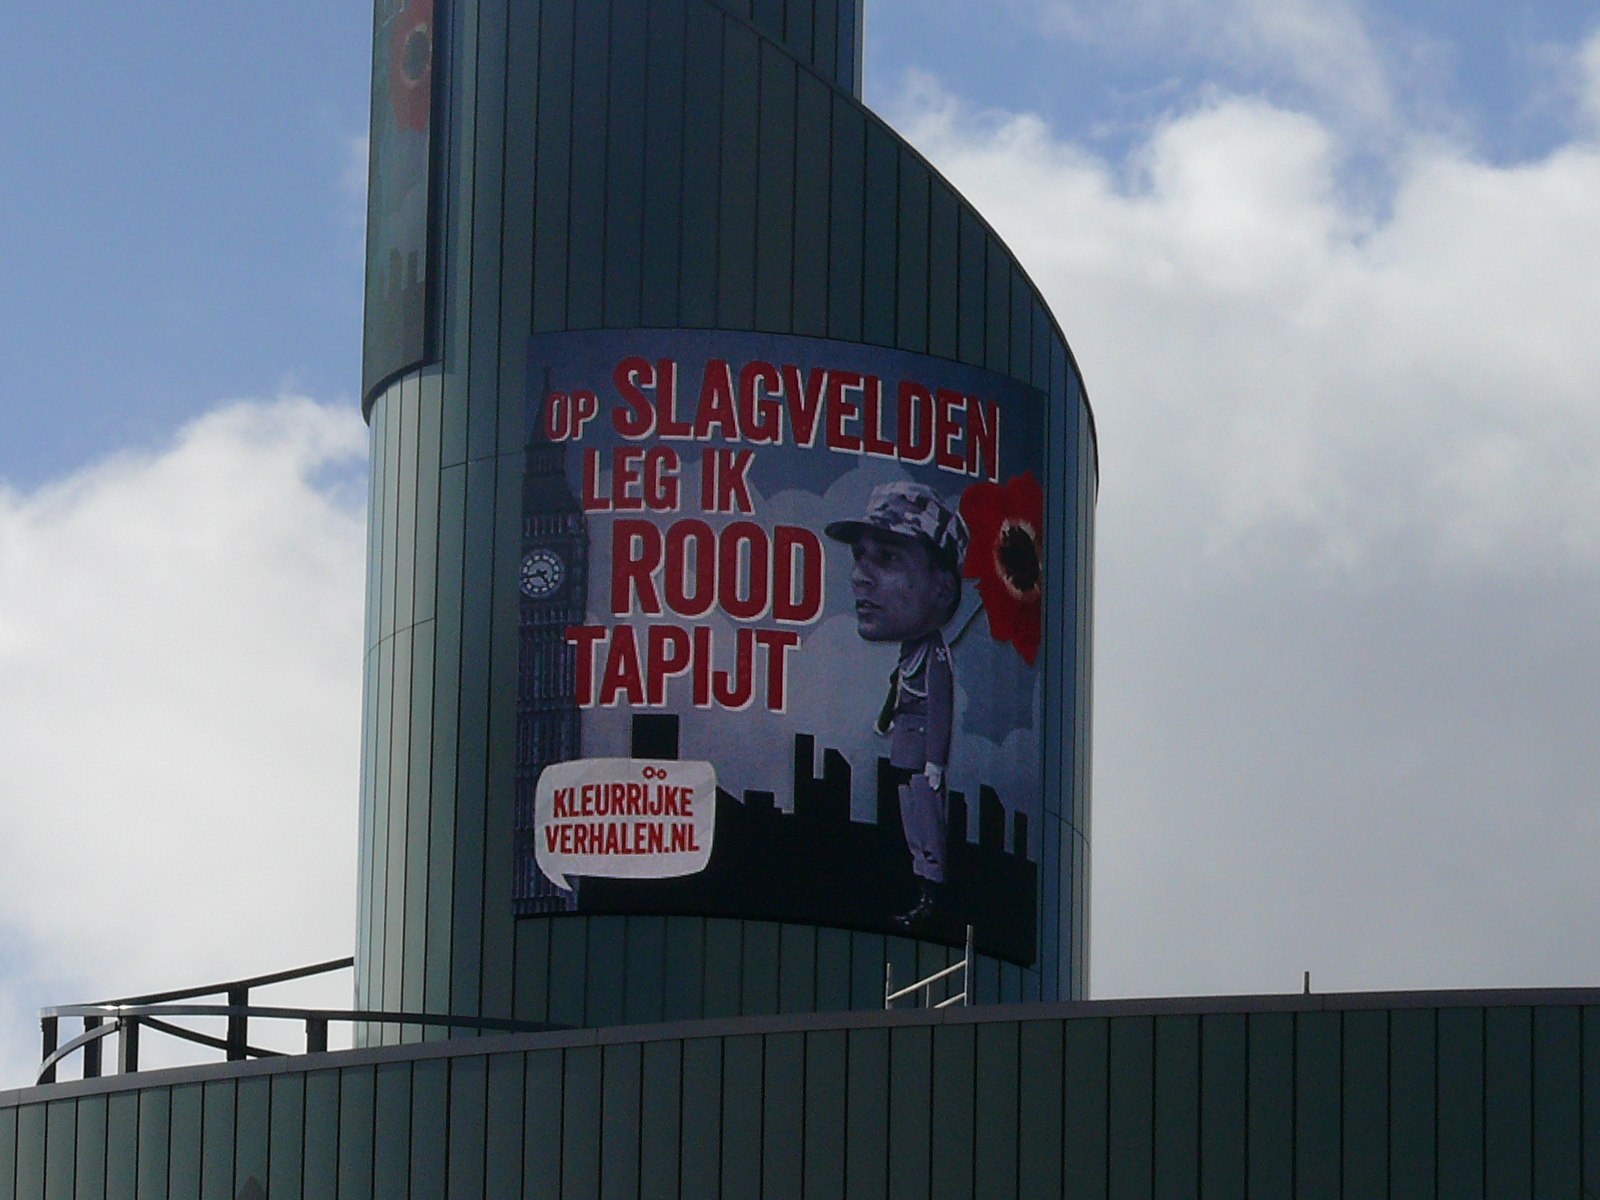 OP SLAGVELDEN
LEG IK
ROOD
TAPIJT
KLEURRIJKE
VERHALEN.NL